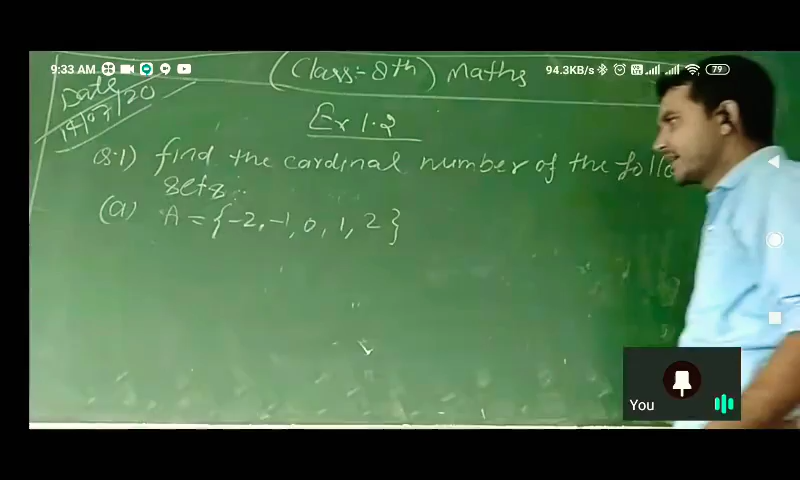 9:33 AM
94.3KB/s
79
Date
14/07/20
(Class:- 8th) Maths
Ex 1.2
Q.1) find the cardinal number of the follo
sets:
(a) A = {-2, -1, 0, 1, 2}
You